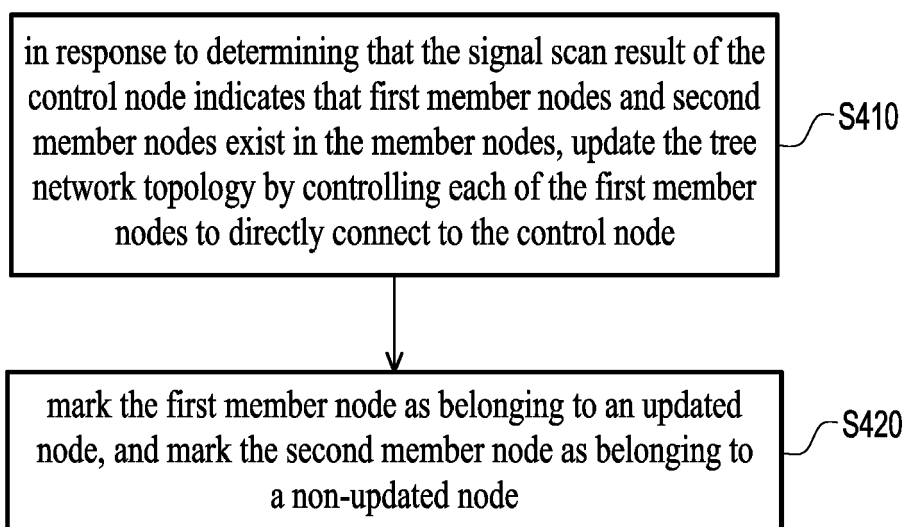 in response to determining that the signal scan result of the
control node indicates that first member nodes and second
member nodes exist in the member nodes, update the tree
network topology by controlling each of the first member
nodes to directly connect to the control node
S410
mark the first member node as belonging to an updated
node, and mark the second member node as belonging to
a non-updated node
S420